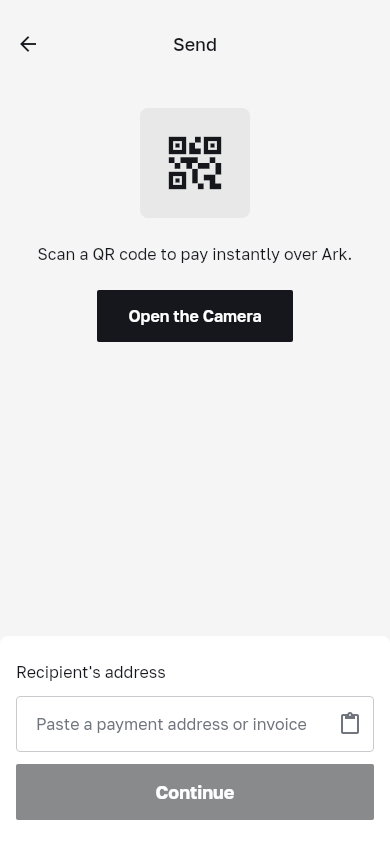 Send
Scan a QR code to pay instantly over Ark.
Open the Camera
Recipient's address
Paste a payment address or invoice
Continue